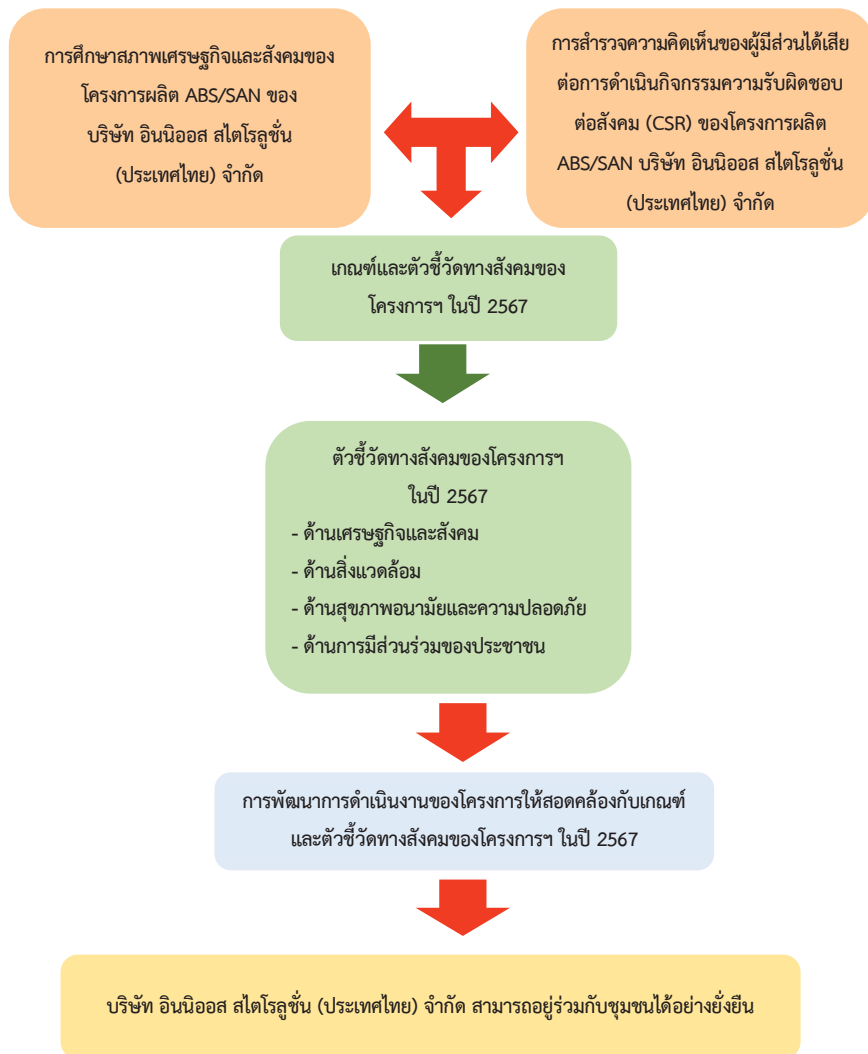 การศึกษาสภาพเศรษฐกิจและสังคมของ
โครงการผลิต ABS/SAN ของ
บริษัท อินนิออส สไตโรลูชั่น
(ประเทศไทย) จำกัด
การสำรวจความคิดเห็นของผู้มีส่วนได้เสีย
ต่อการดำเนินกิจกรรมความรับผิดชอบ
ต่อสังคม (CSR) ของโครงการผลิต
ABS/SAN บริษัท อินนิออส สไตโรลูชั่น
(ประเทศไทย) จำกัด
เกณฑ์และตัวชี้วัดทางสังคมของ
โครงการฯ ในปี 2567
ตัวชี้วัดทางสังคมของโครงการฯ
ในปี 2567
- ด้านเศรษฐกิจและสังคม
- ด้านสิ่งแวดล้อม
- ด้านสุขภาพอนามัยและความปลอดภัย
- ด้านการมีส่วนร่วมของประชาชน
การพัฒนาการดำเนินงานของโครงการให้สอดคล้องกับเกณฑ์
และตัวชี้วัดทางสังคมของโครงการฯ ในปี 2567
บริษัท อินนิออส สไตโรลูชั่น (ประเทศไทย) จำกัด สามารถอยู่ร่วมกับชุมชนได้อย่างยั่งยืน